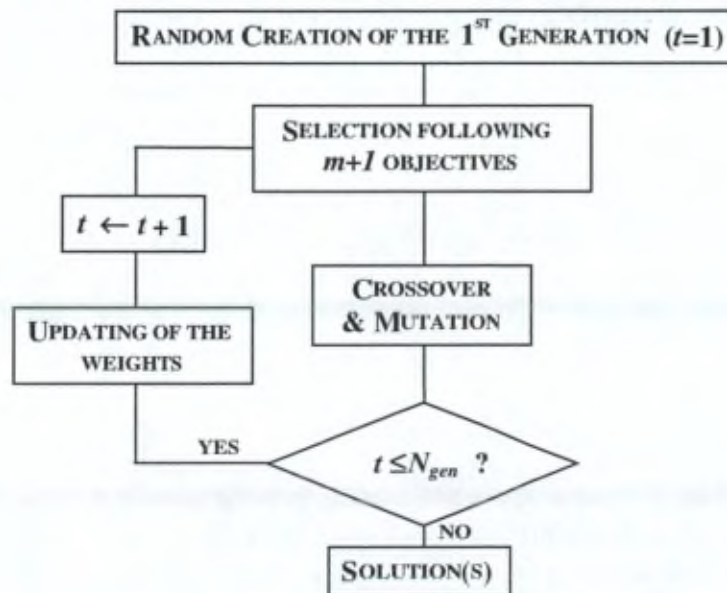 RANDOM CREATION OF THE 1ST GENERATION (t=1)
SELECTION FOLLOWING
m+1 OBJECTIVES
t ← t + 1
CROSSOVER
& MUTATION
UPDATING OF THE
WEIGHTS
YES
t ≤Ngen ?
NO
SOLUTION(S)